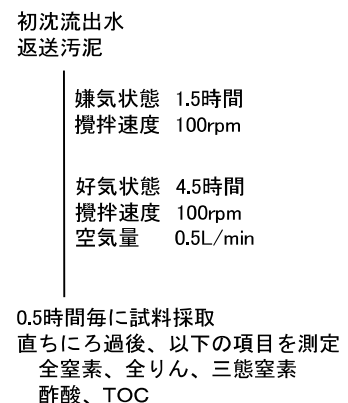 初沈流出水
返送汚泥
嫌気状態 1.5時間
攪拌速度 100rpm
好気状態 4.5時間
攪拌速度 100rpm
空気量 0.5L/min
0.5時間毎に試料採取
直ちにろ過後、以下の項目を測定
全窒素、全りん、三態窒素
酢酸、TOC